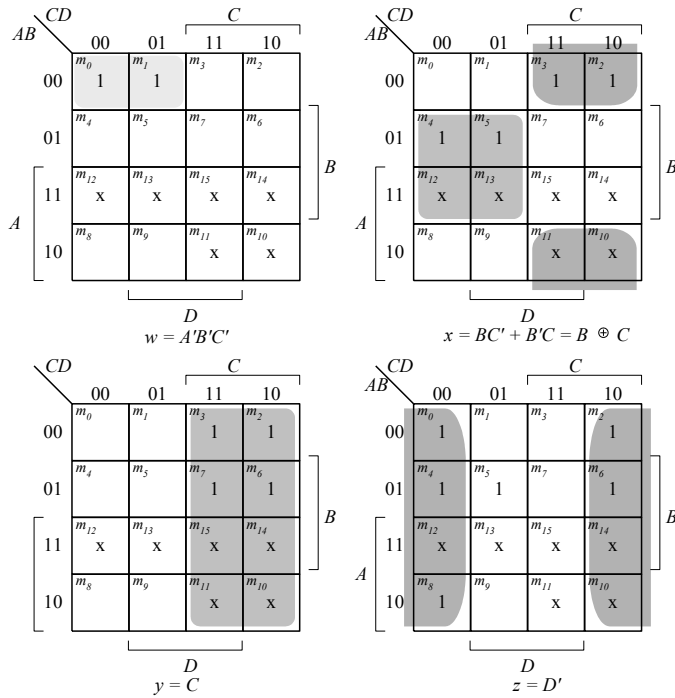 CD C
AB 00 01 11 10
m0 m1 m3 m2
00 1 1
m4 m5 m7 m6
01
B
m12 m13 m15 m14
11 x x x x
A
m8 m9 m11 m10
10 x x
D
w = A'B'C'
CD C
AB 00 01 11 10
m0 m1 m3 m2
00 1 1
m4 m5 m7 m6
01 1 1
B
m12 m13 m15 m14
11 x x x x
A
m8 m9 m11 m10
10 x x
D
x = BC' + B'C = B ⊕ C
CD C
AB 00 01 11 10
m0 m1 m3 m2
00 1 1
m4 m5 m7 m6
01 1 1
B
m12 m13 m15 m14
11 x x x x
A
m8 m9 m11 m10
10 x x
D
y = C
CD C
AB 00 01 11 10
m0 m1 m3 m2
00 1 1
m4 m5 m7 m6
01 1 1 1
B
m12 m13 m15 m14
11 x x x x
A
m8 m9 m11 m10
10 1 x x
D
z = D'